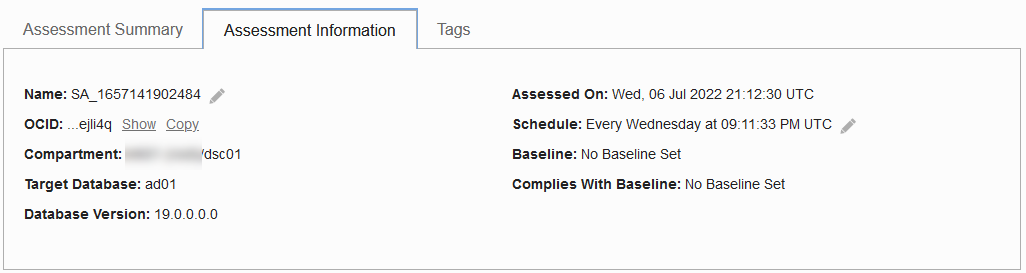 Assessment Summary Assessment Information Tags
Name: SA_1657141902484
OCID: ...ejli4q Show Copy
Compartment: /dsc01
Target Database: ad01
Database Version: 19.0.0.0.0
Assessed On: Wed, 06 Jul 2022 21:12:30 UTC
Schedule: Every Wednesday at 09:11:33 PM UTC
Baseline: No Baseline Set
Complies With Baseline: No Baseline Set